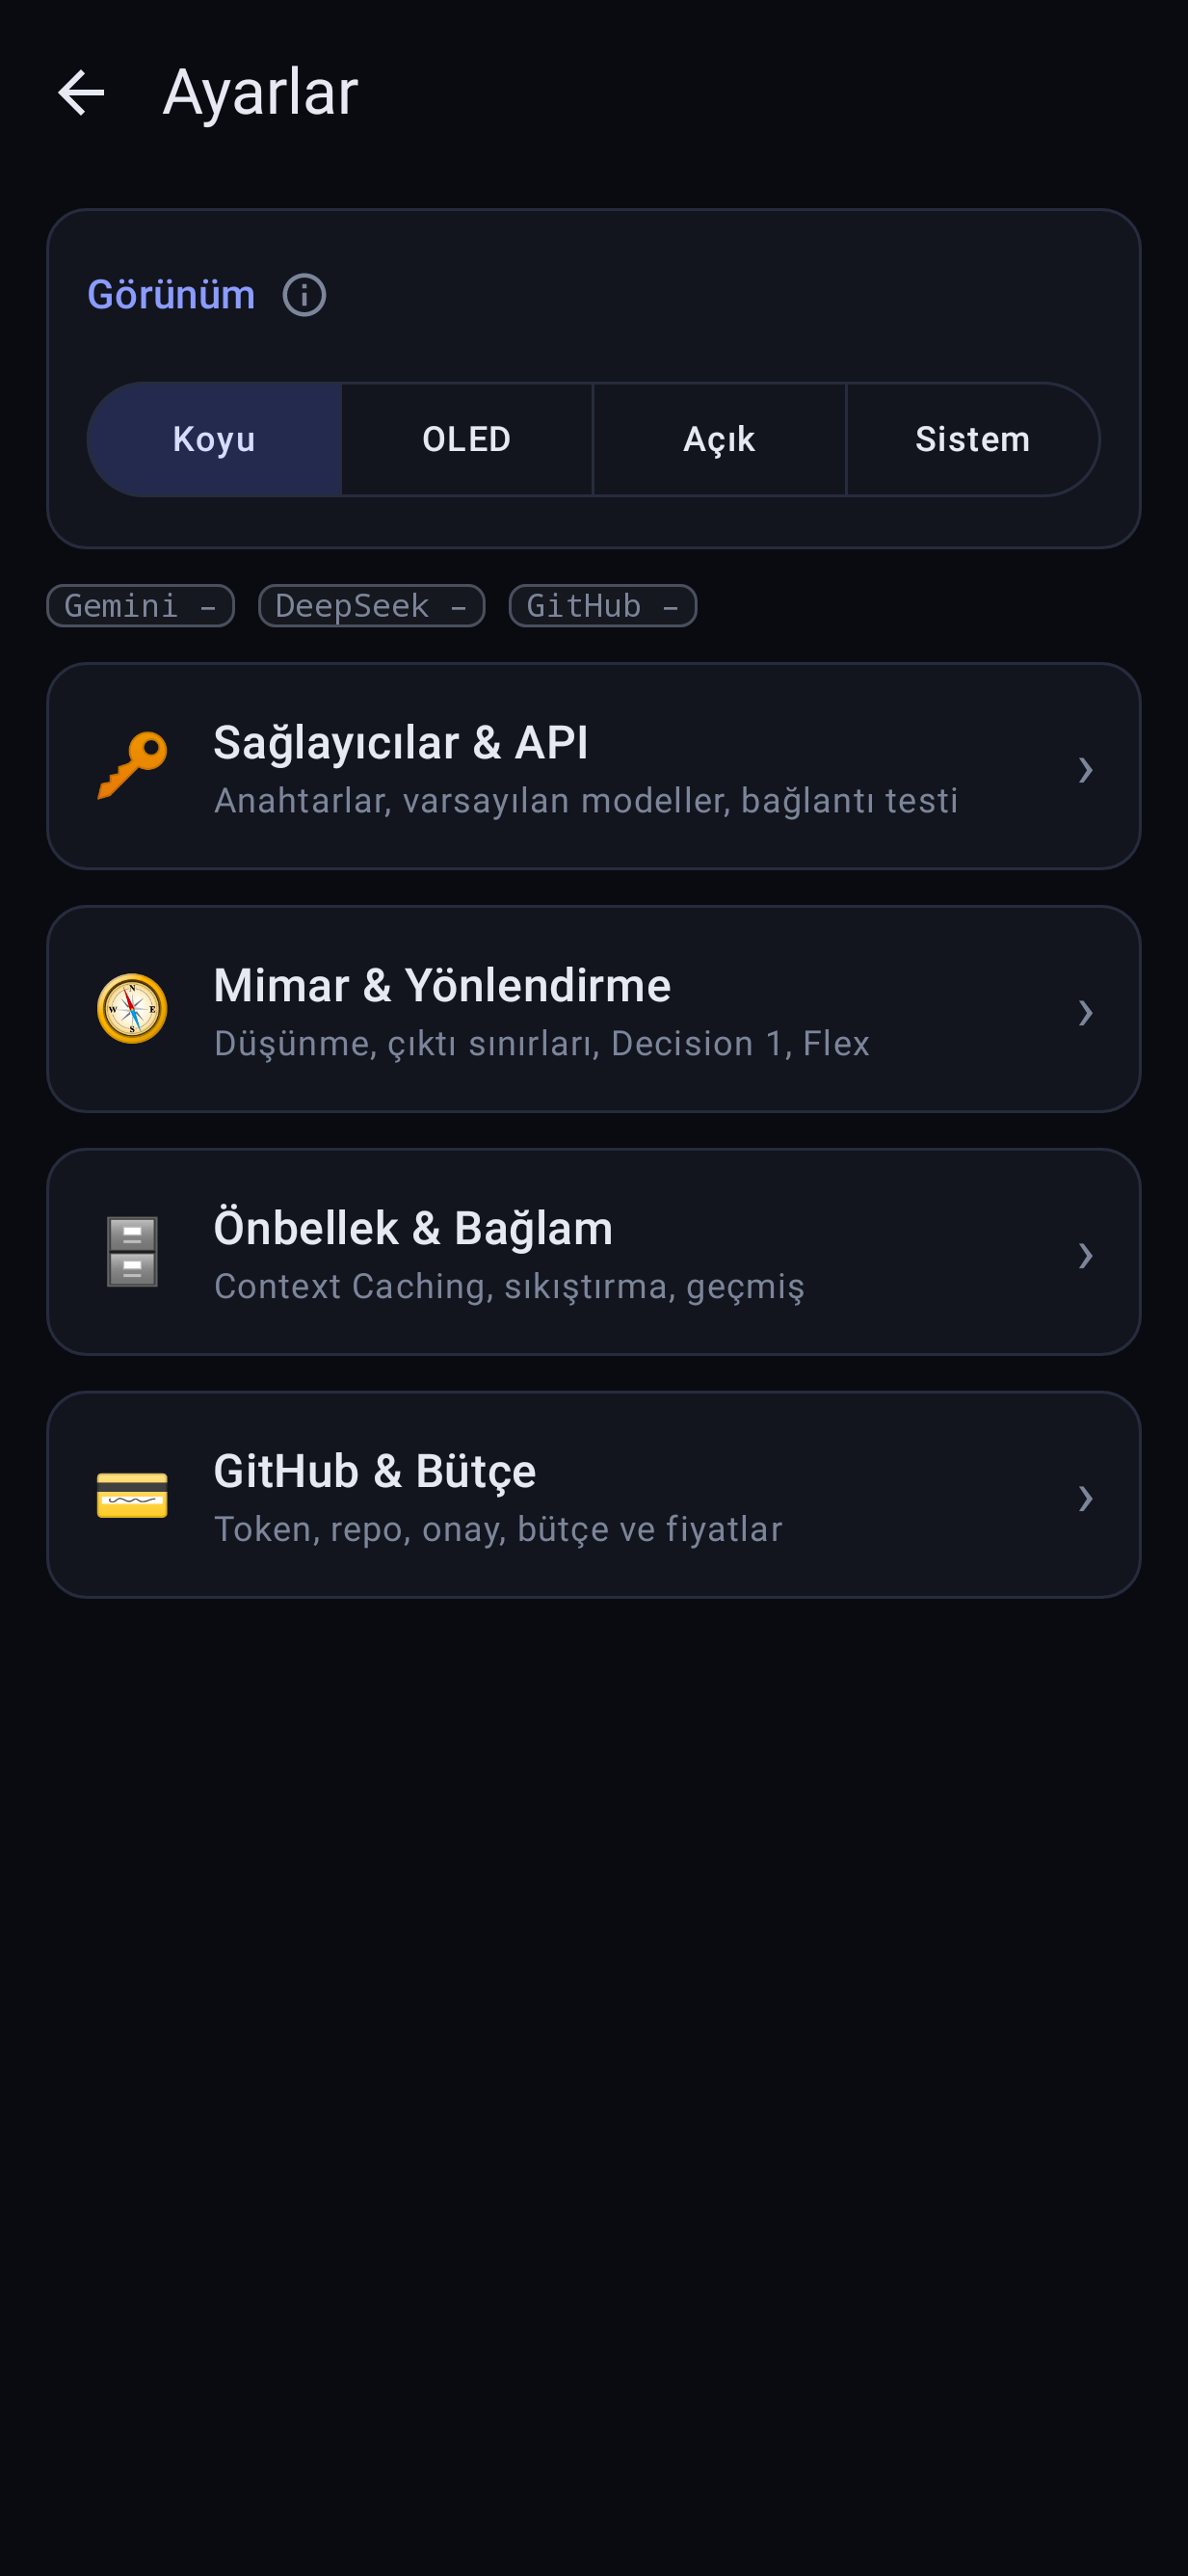 Ayarlar
Görünüm
Koyu OLED Açık Sistem
Gemini – DeepSeek – GitHub –
Sağlayıcılar & API
Anahtarlar, varsayılan modeller, bağlantı testi
Mimar & Yönlendirme
Düşünme, çıktı sınırları, Decision 1, Flex
Önbellek & Bağlam
Context Caching, sıkıştırma, geçmiş
GitHub & Bütçe
Token, repo, onay, bütçe ve fiyatlar